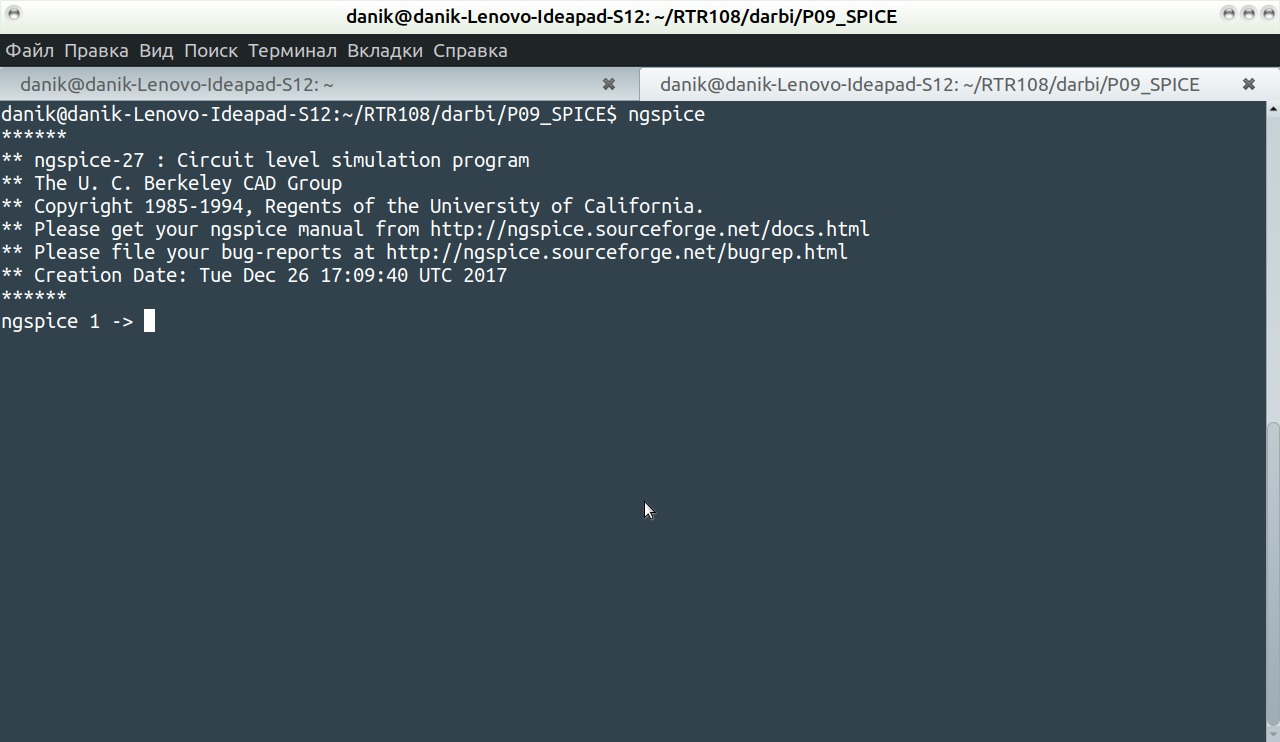 danik@danik-Lenovo-Ideapad-S12: ~/RTR108/darbi/P09_SPICE
Файл Правка Вид Поиск Терминал Вкладки Справка
danik@danik-Lenovo-Ideapad-S12: ~
danik@danik-Lenovo-Ideapad-S12: ~/RTR108/darbi/P09_SPICE
danik@danik-Lenovo-Ideapad-S12:~/RTR108/darbi/P09_SPICE$ ngspice
******
** ngspice-27 : Circuit level simulation program
** The U. C. Berkeley CAD Group
** Copyright 1985-1994, Regents of the University of California.
** Please get your ngspice manual from http://ngspice.sourceforge.net/docs.html
** Please file your bug-reports at http://ngspice.sourceforge.net/bugrep.html
** Creation Date: Tue Dec 26 17:09:40 UTC 2017
******
ngspice 1 ->